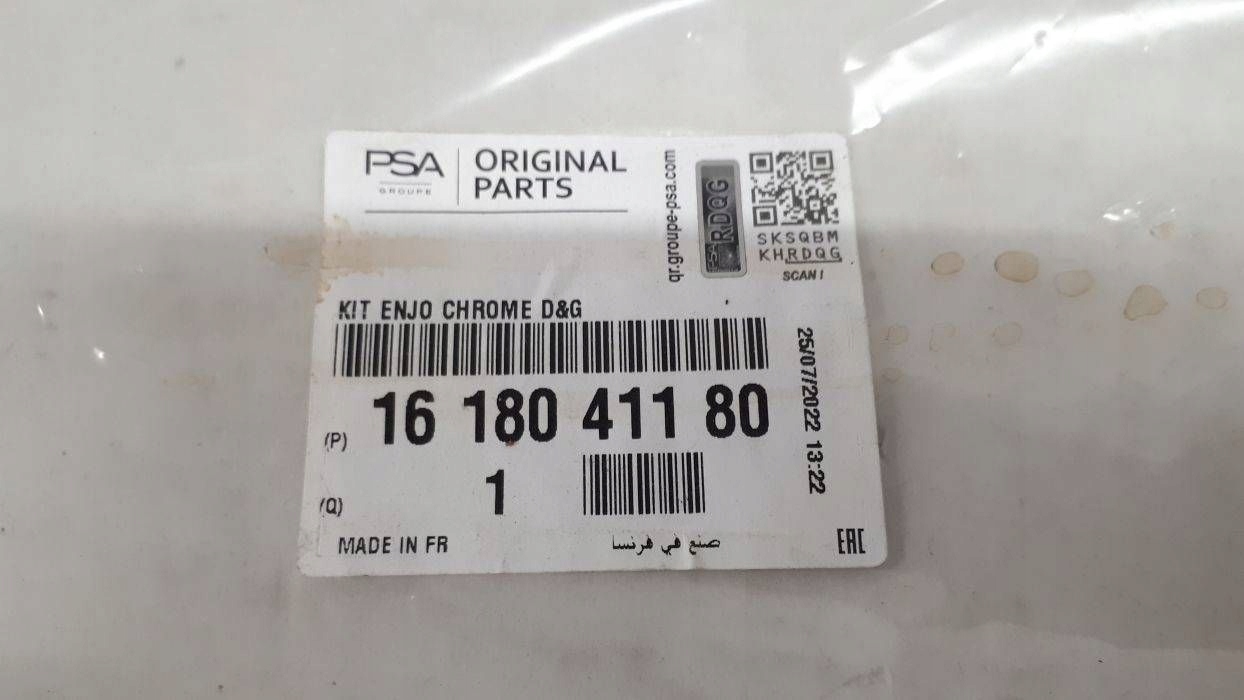 PSA
GROUPE
ORIGINAL
PARTS
qr.groupe-psa.com
PSA
RDQG
SKSQBM
KHRDQG
SCAN !
KIT ENJO CHROME D&G
(P) 16 180 411 80
25/07/2022 13:22
(Q) 1
MADE IN FR
صنع في فرنسا
EAC